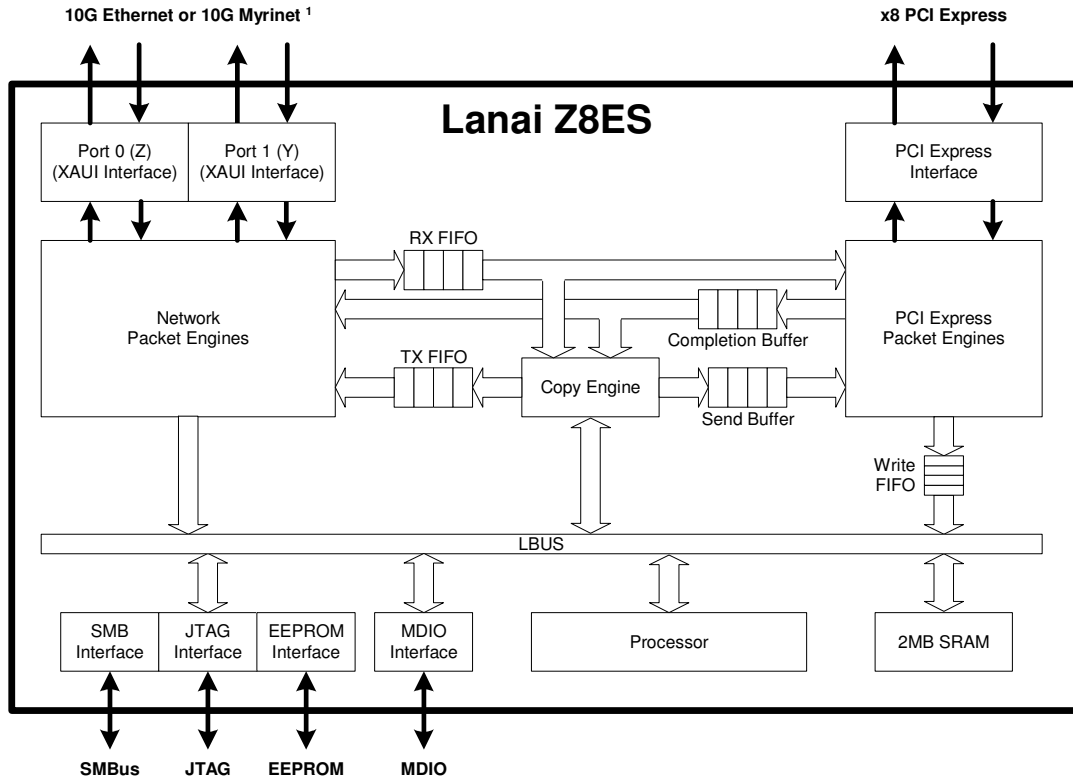 10G Ethernet or 10G Myrinet 1
x8 PCI Express
Lanai Z8ES
Port 0 (Z)
(XAUI Interface)
Port 1 (Y)
(XAUI Interface)
PCI Express
Interface
RX FIFO
Network
Packet Engines
Completion Buffer
PCI Express
Packet Engines
TX FIFO
Copy Engine
Send Buffer
Write
FIFO
LBUS
SMB
Interface
JTAG
Interface
EEPROM
Interface
MDIO
Interface
Processor
2MB SRAM
SMBus
JTAG
EEPROM
MDIO